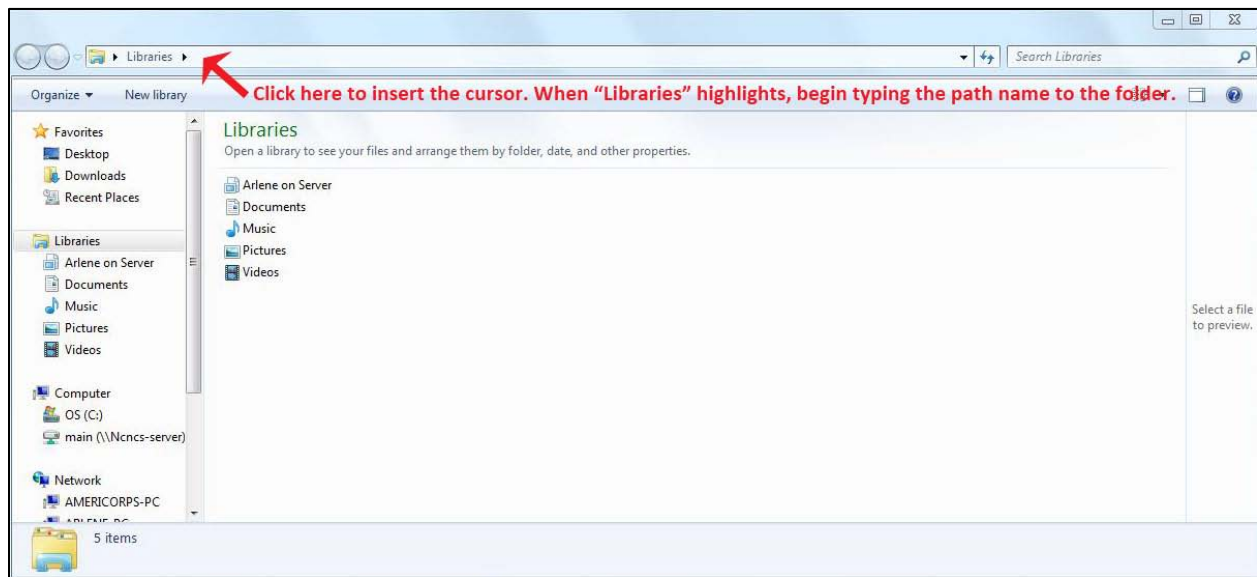 Libraries
Search Libraries
Organize
New library
Click here to insert the cursor. When “Libraries” highlights, begin typing the path name to the folder.
Favorites
Desktop
Downloads
Recent Places
Libraries
Arlene on Server
Documents
Music
Pictures
Videos
Computer
OS (C:)
main (\\Ncncs-server)
Network
AMERICORPS-PC
Libraries
Open a library to see your files and arrange them by folder, date, and other properties.
Arlene on Server
Documents
Music
Pictures
Videos
Select a file
to preview.
5 items